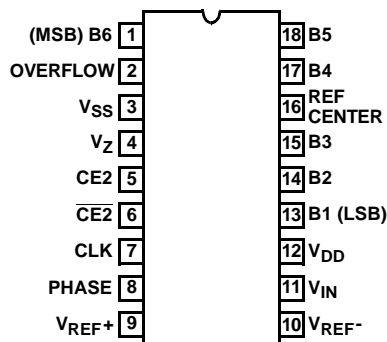 (MSB) B6 1
OVERFLOW 2
VSS 3
VZ 4
CE2 5
CE2 6
CLK 7
PHASE 8
VREF+ 9
18 B5
17 B4
16 REF
CENTER
15 B3
14 B2
13 B1 (LSB)
12 VDD
11 VIN
10 VREF-